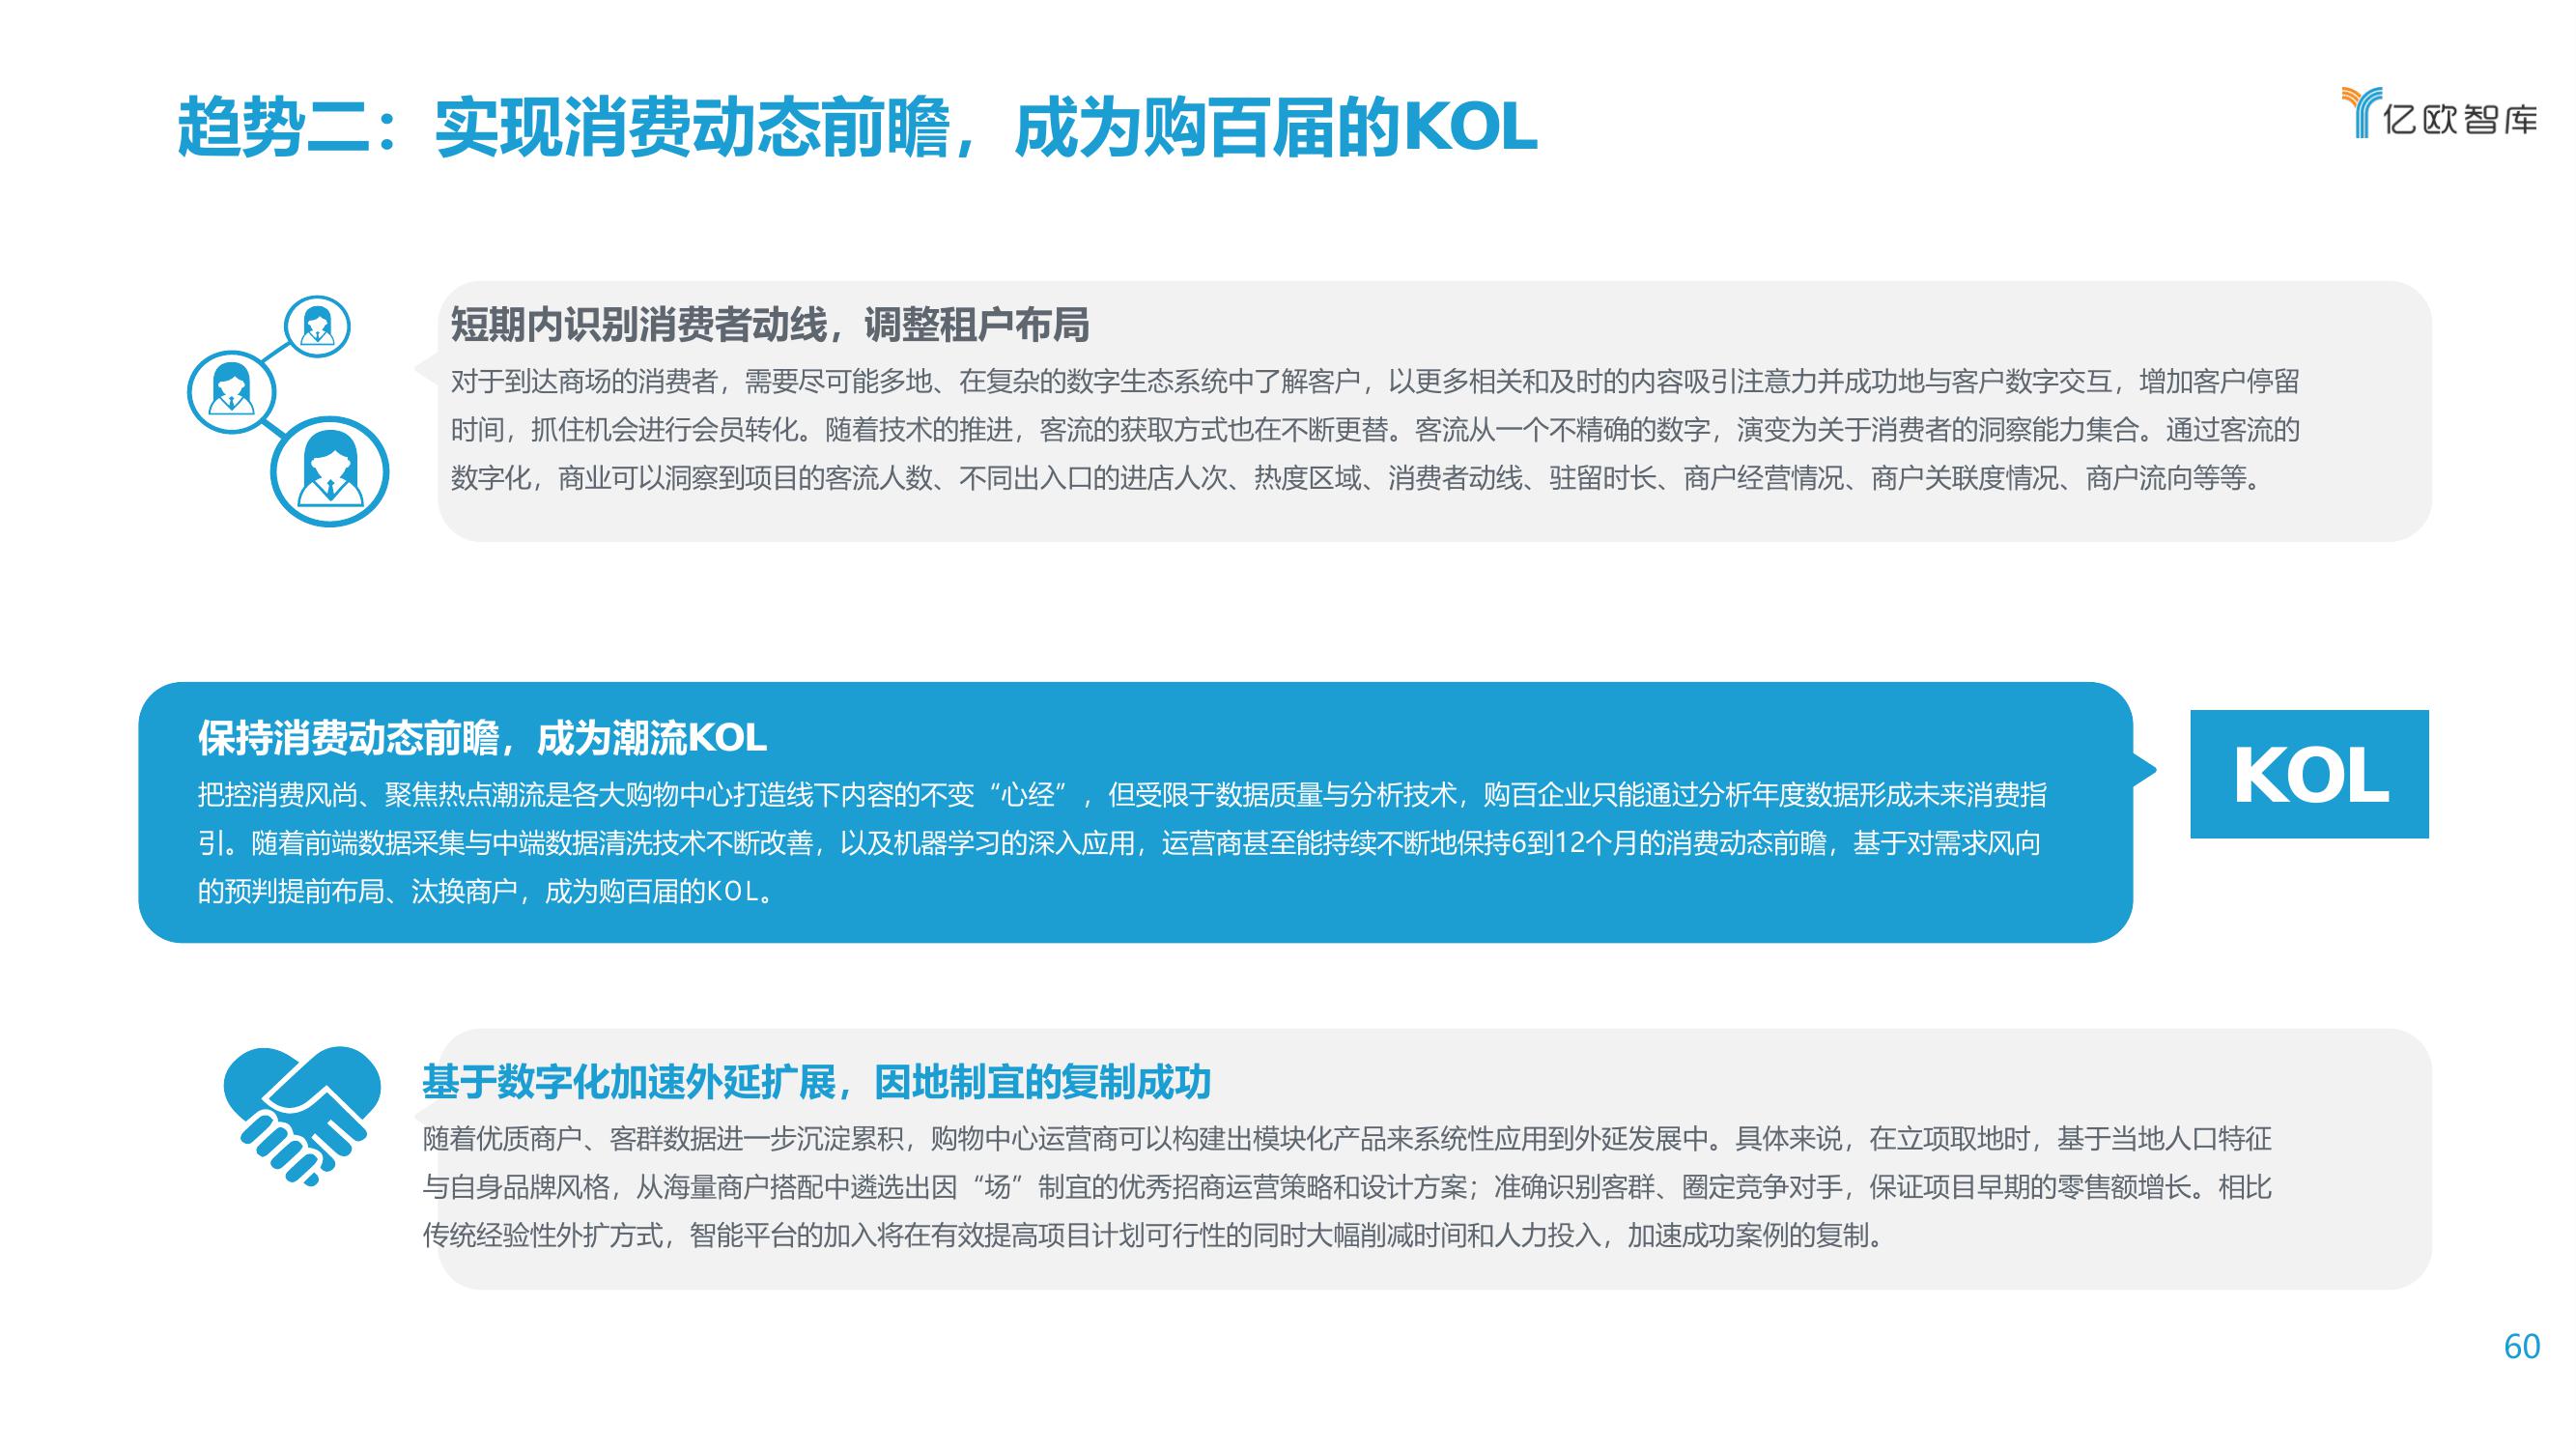 趋势二：实现消费动态前瞻，成为购百届的KOL
亿欧智库
短期内识别消费者动线，调整租户布局
对于到达商场的消费者，需要尽可能多地、在复杂的数字生态系统中了解客户，以更多相关和及时的内容吸引注意力并成功地与客户数字交互，增加客户停留
时间，抓住机会进行会员转化。随着技术的推进，客流的获取方式也在不断更替。客流从一个不精确的数字，演变为关于消费者的洞察能力集合。通过客流的
数字化，商业可以洞察到项目的客流人数、不同出入口的进店人次、热度区域、消费者动线、驻留时长、商户经营情况、商户关联度情况、商户流向等等。
保持消费动态前瞻，成为潮流KOL
把控消费风尚、聚焦热点潮流是各大购物中心打造线下内容的不变“心经”，但受限于数据质量与分析技术，购百企业只能通过分析年度数据形成未来消费指
引。随着前端数据采集与中端数据清洗技术不断改善，以及机器学习的深入应用，运营商甚至能持续不断地保持6到12个月的消费动态前瞻，基于对需求风向
的预判提前布局、汰换商户，成为购百届的KOL。
KOL
基于数字化加速外延扩展，因地制宜的复制成功
随着优质商户、客群数据进一步沉淀累积，购物中心运营商可以构建出模块化产品来系统性应用到外延发展中。具体来说，在立项取地时，基于当地人口特征
与自身品牌风格，从海量商户搭配中遴选出因“场”制宜的优秀招商运营策略和设计方案；准确识别客群、圈定竞争对手，保证项目早期的零售额增长。相比
传统经验性外扩方式，智能平台的加入将在有效提高项目计划可行性的同时大幅削减时间和人力投入，加速成功案例的复制。
60